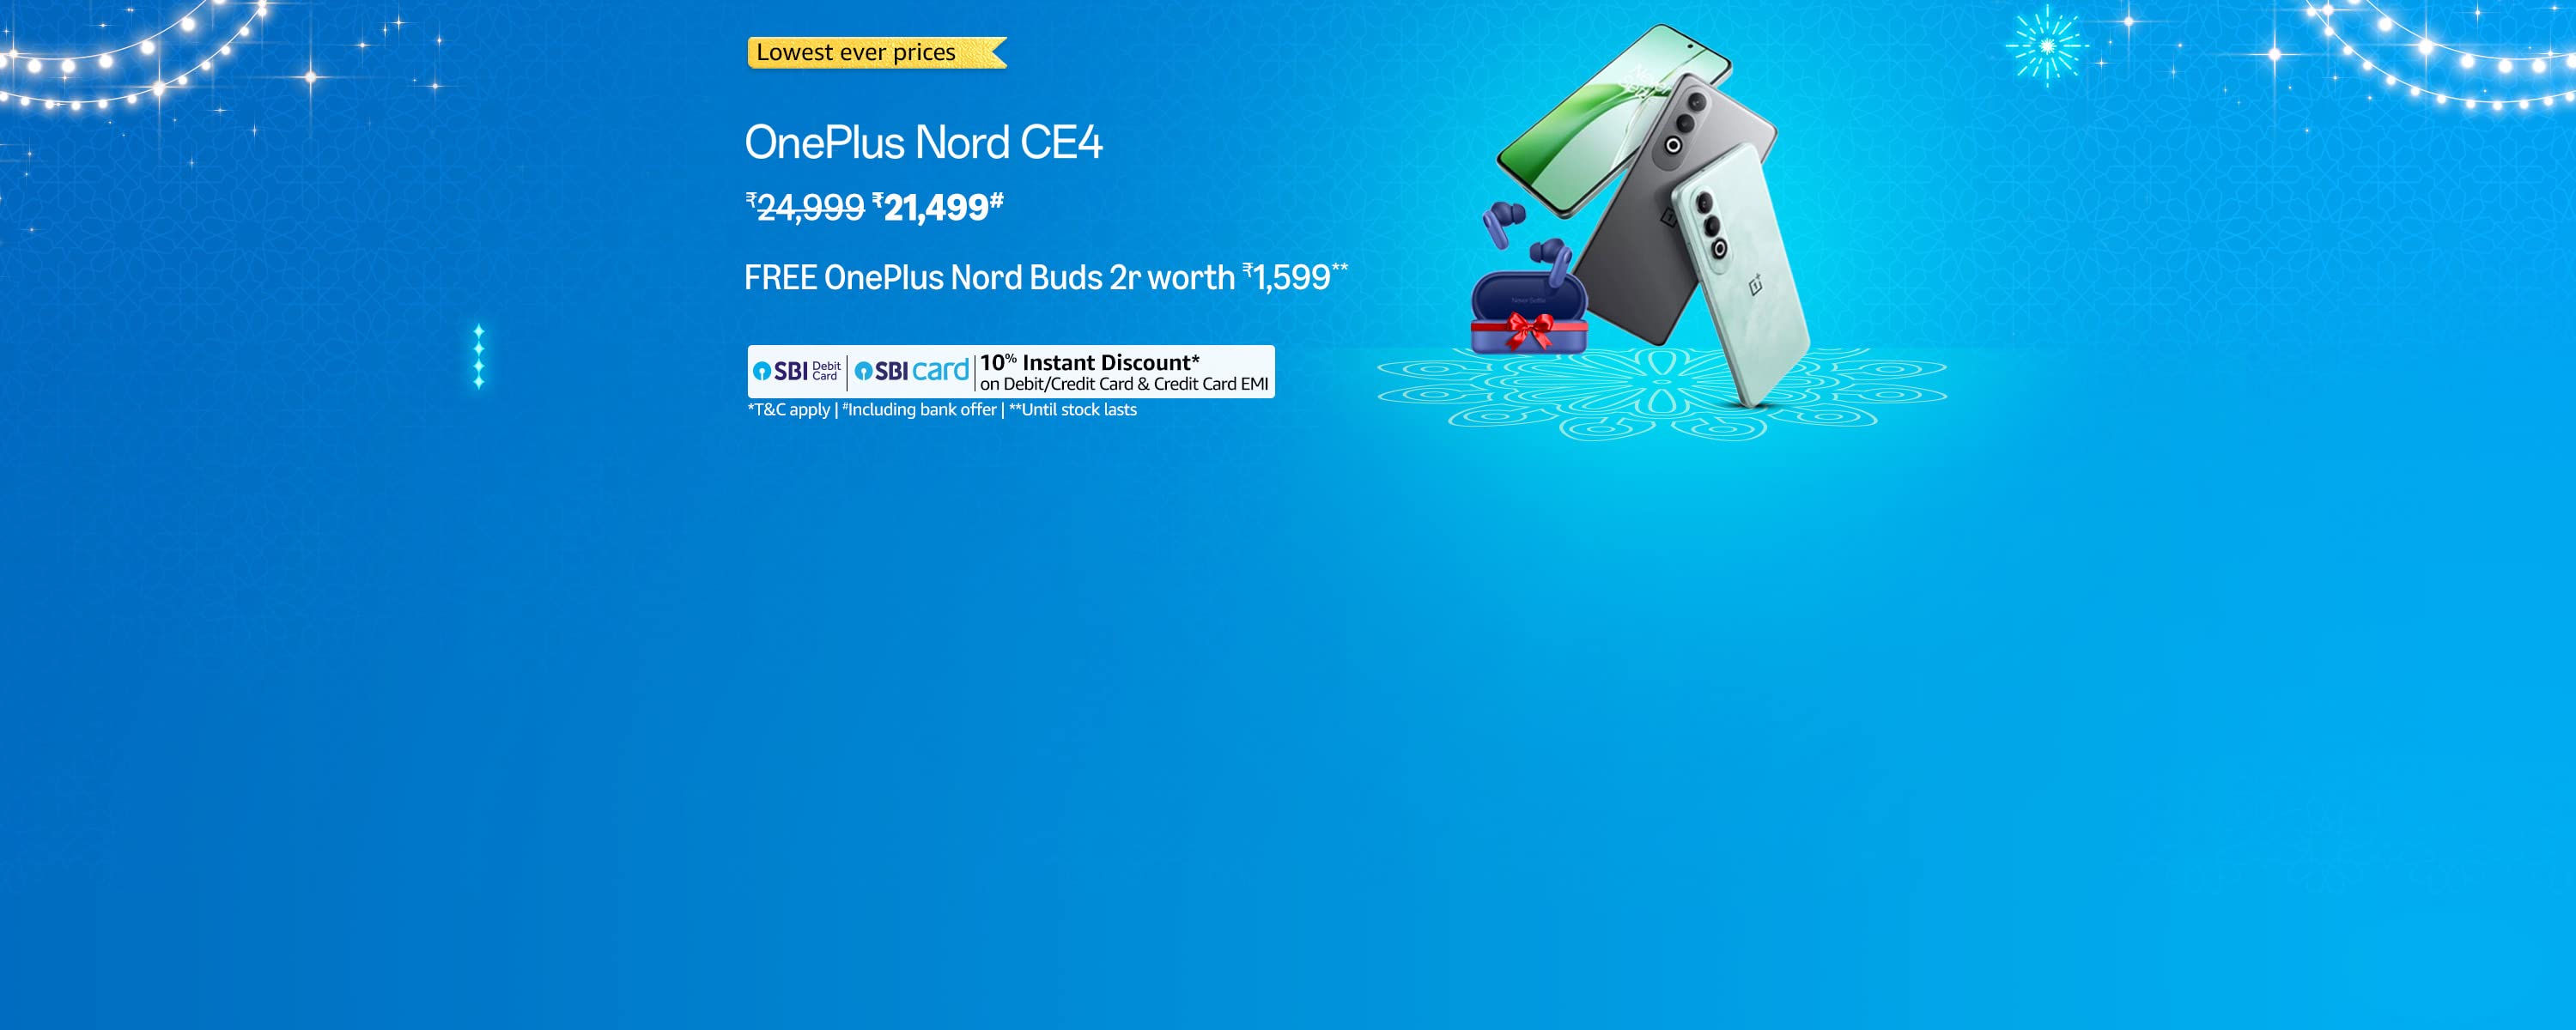 Lowest ever prices
OnePlus Nord CE4
₹24,999 ₹21,499#
FREE OnePlus Nord Buds 2r worth ₹1,599**
SBI Debit Card | SBI card | 10% Instant Discount*
on Debit/Credit Card & Credit Card EMI
*T&C apply | #Including bank offer | **Until stock lasts